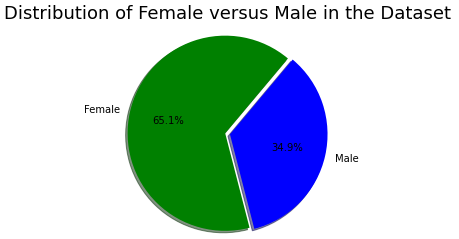 Distribution of Female versus Male in the Dataset
Female
65.1%
34.9%
Male